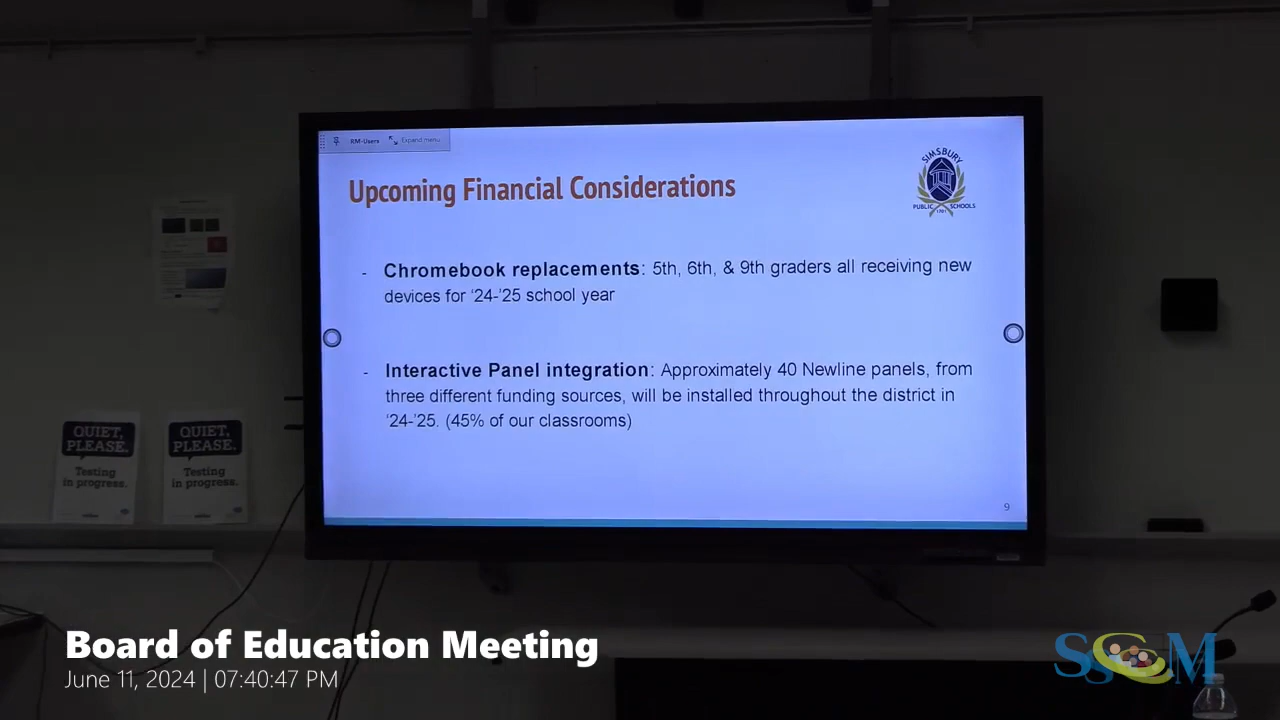 RM-Users Expand menu
Upcoming Financial Considerations
SIMSBURY
PUBLIC SCHOOLS
1701
- Chromebook replacements: 5th, 6th, & 9th graders all receiving new
devices for ‘24-’25 school year
- Interactive Panel integration: Approximately 40 Newline panels, from
three different funding sources, will be installed throughout the district in
‘24-’25. (45% of our classrooms)
9
QUIET,
PLEASE.
Testing
in progress.
QUIET,
PLEASE.
Testing
in progress.
Board of Education Meeting
June 11, 2024 | 07:40:47 PM